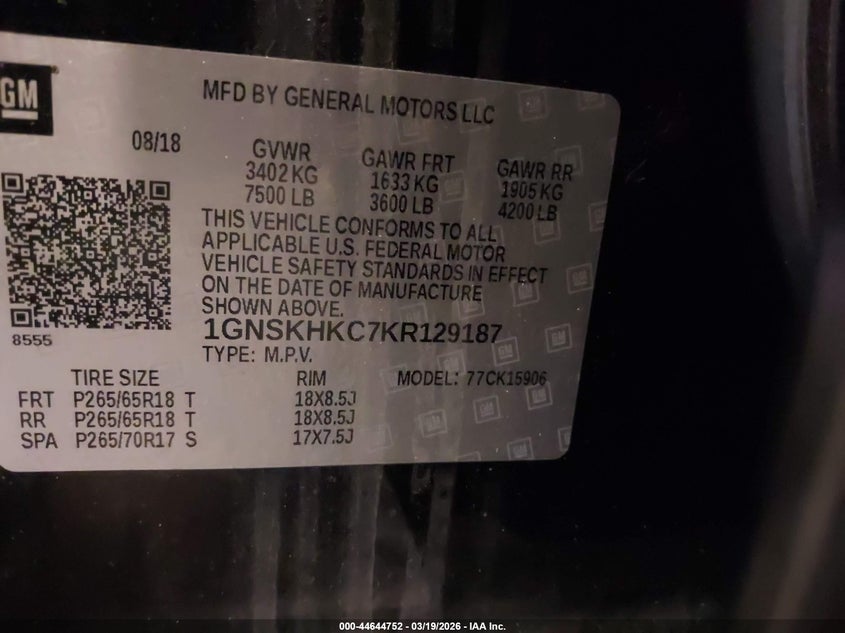 GM
MFD BY GENERAL MOTORS LLC
08/18
GVWR GAWR FRT GAWR RR
3402 KG 1633 KG 1905 KG
7500 LB 3600 LB 4200 LB
THIS VEHICLE CONFORMS TO ALL
APPLICABLE U.S. FEDERAL MOTOR
VEHICLE SAFETY STANDARDS IN EFFECT
ON THE DATE OF MANUFACTURE
SHOWN ABOVE.
8555
1GNSKHKC7KR129187
TYPE: M.P.V.
TIRE SIZE RIM MODEL: 77CK15906
FRT P265/65R18 T 18X8.5J
RR P265/65R18 T 18X8.5J
SPA P265/70R17 S 17X7.5J
000-44644752 - 03/19/2026 - IAA Inc.